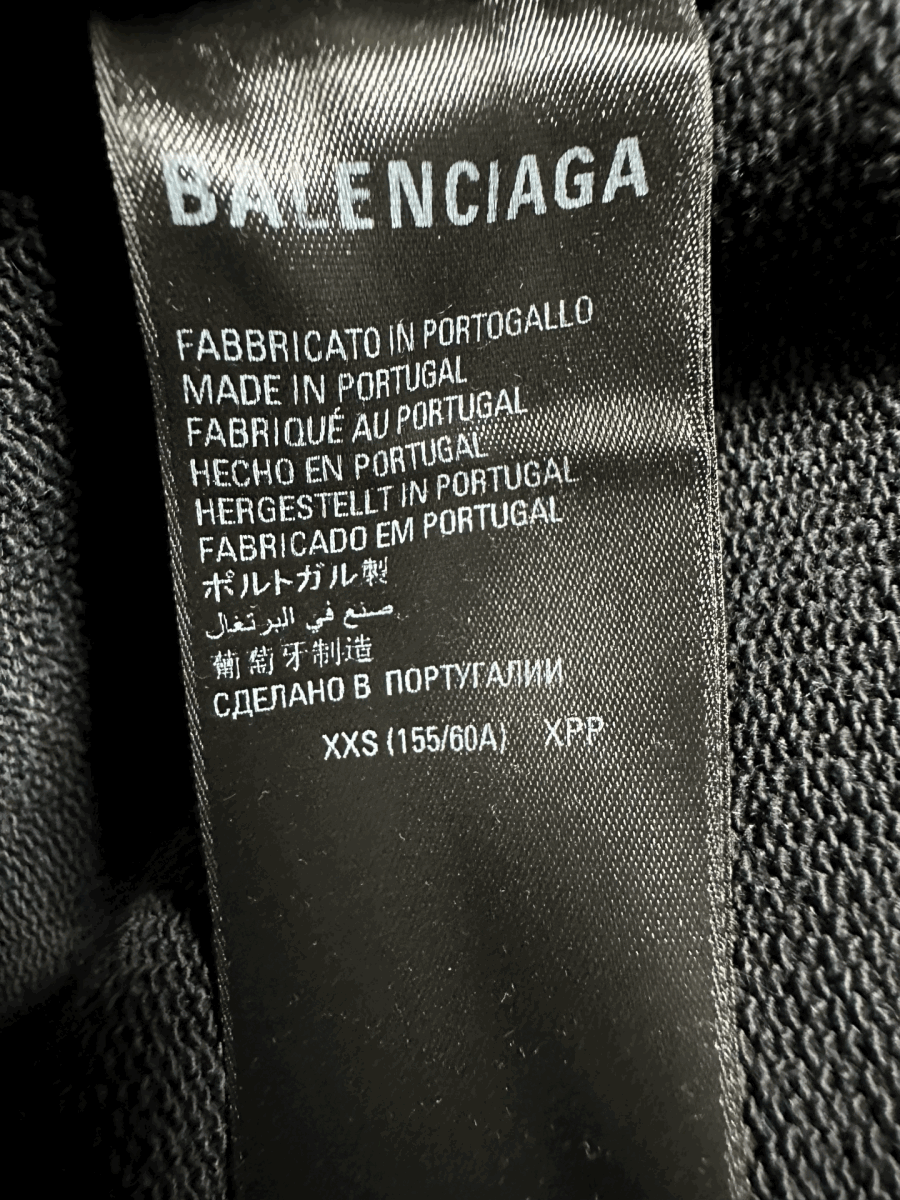 BALENCIAGA
FABBRICATO IN PORTOGALLO
MADE IN PORTUGAL
FABRIQUÉ AU PORTUGAL
HECHO EN PORTUGAL
HERGESTELLT IN PORTUGAL
FABRICADO EM PORTUGAL
ポルトガル製
صنع في البرتغال
葡萄牙制造
СДЕЛАНО В ПОРТУГАЛИИ
XXS (155/60A) XPP